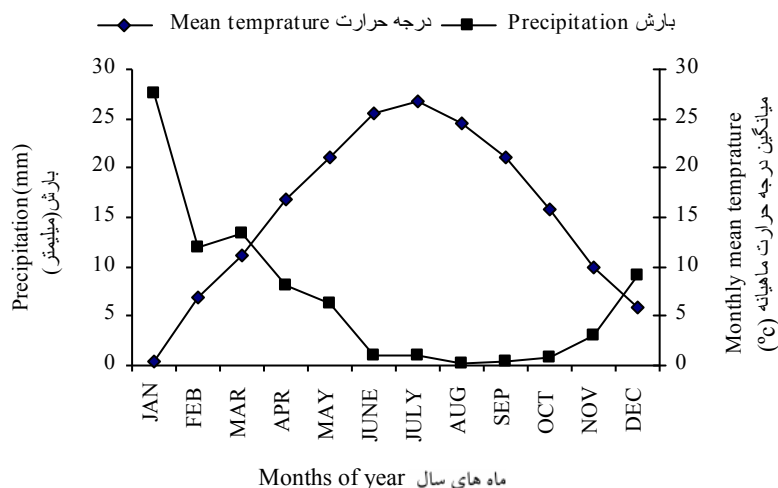 Mean temprature درجه حرارت Precipitation بارش
30 30
25 25
20 20
15 15
10 10
5 5
0 0
Precipitation(mm)
بارش(میلیمتر)
Monthly mean temprature
میانگین درجه حرارت ماهیانه (ºc)
JAN FEB MAR APR MAY JUNE JULY AUG SEP OCT NOV DEC
Months of year ماه های سال